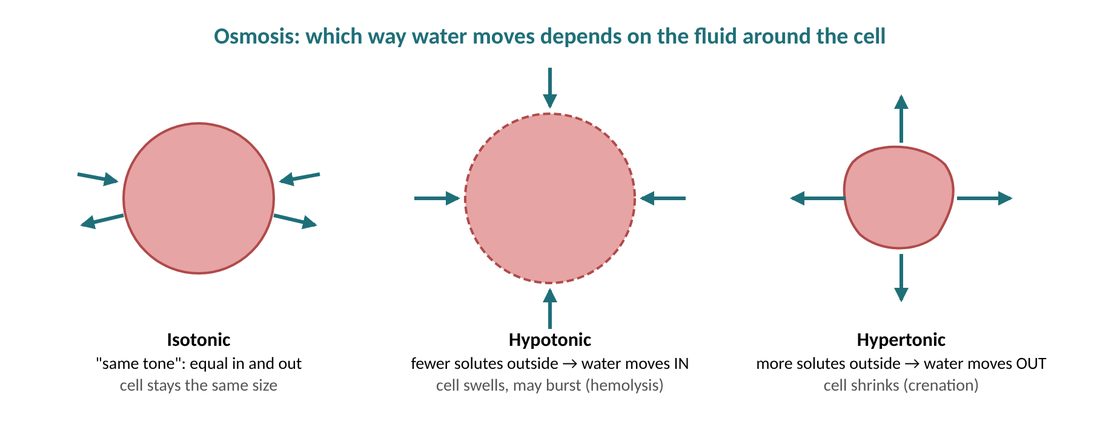 Osmosis: which way water moves depends on the fluid around the cell
Isotonic
"same tone": equal in and out
cell stays the same size
Hypotonic
fewer solutes outside → water moves IN
cell swells, may burst (hemolysis)
Hypertonic
more solutes outside → water moves OUT
cell shrinks (crenation)